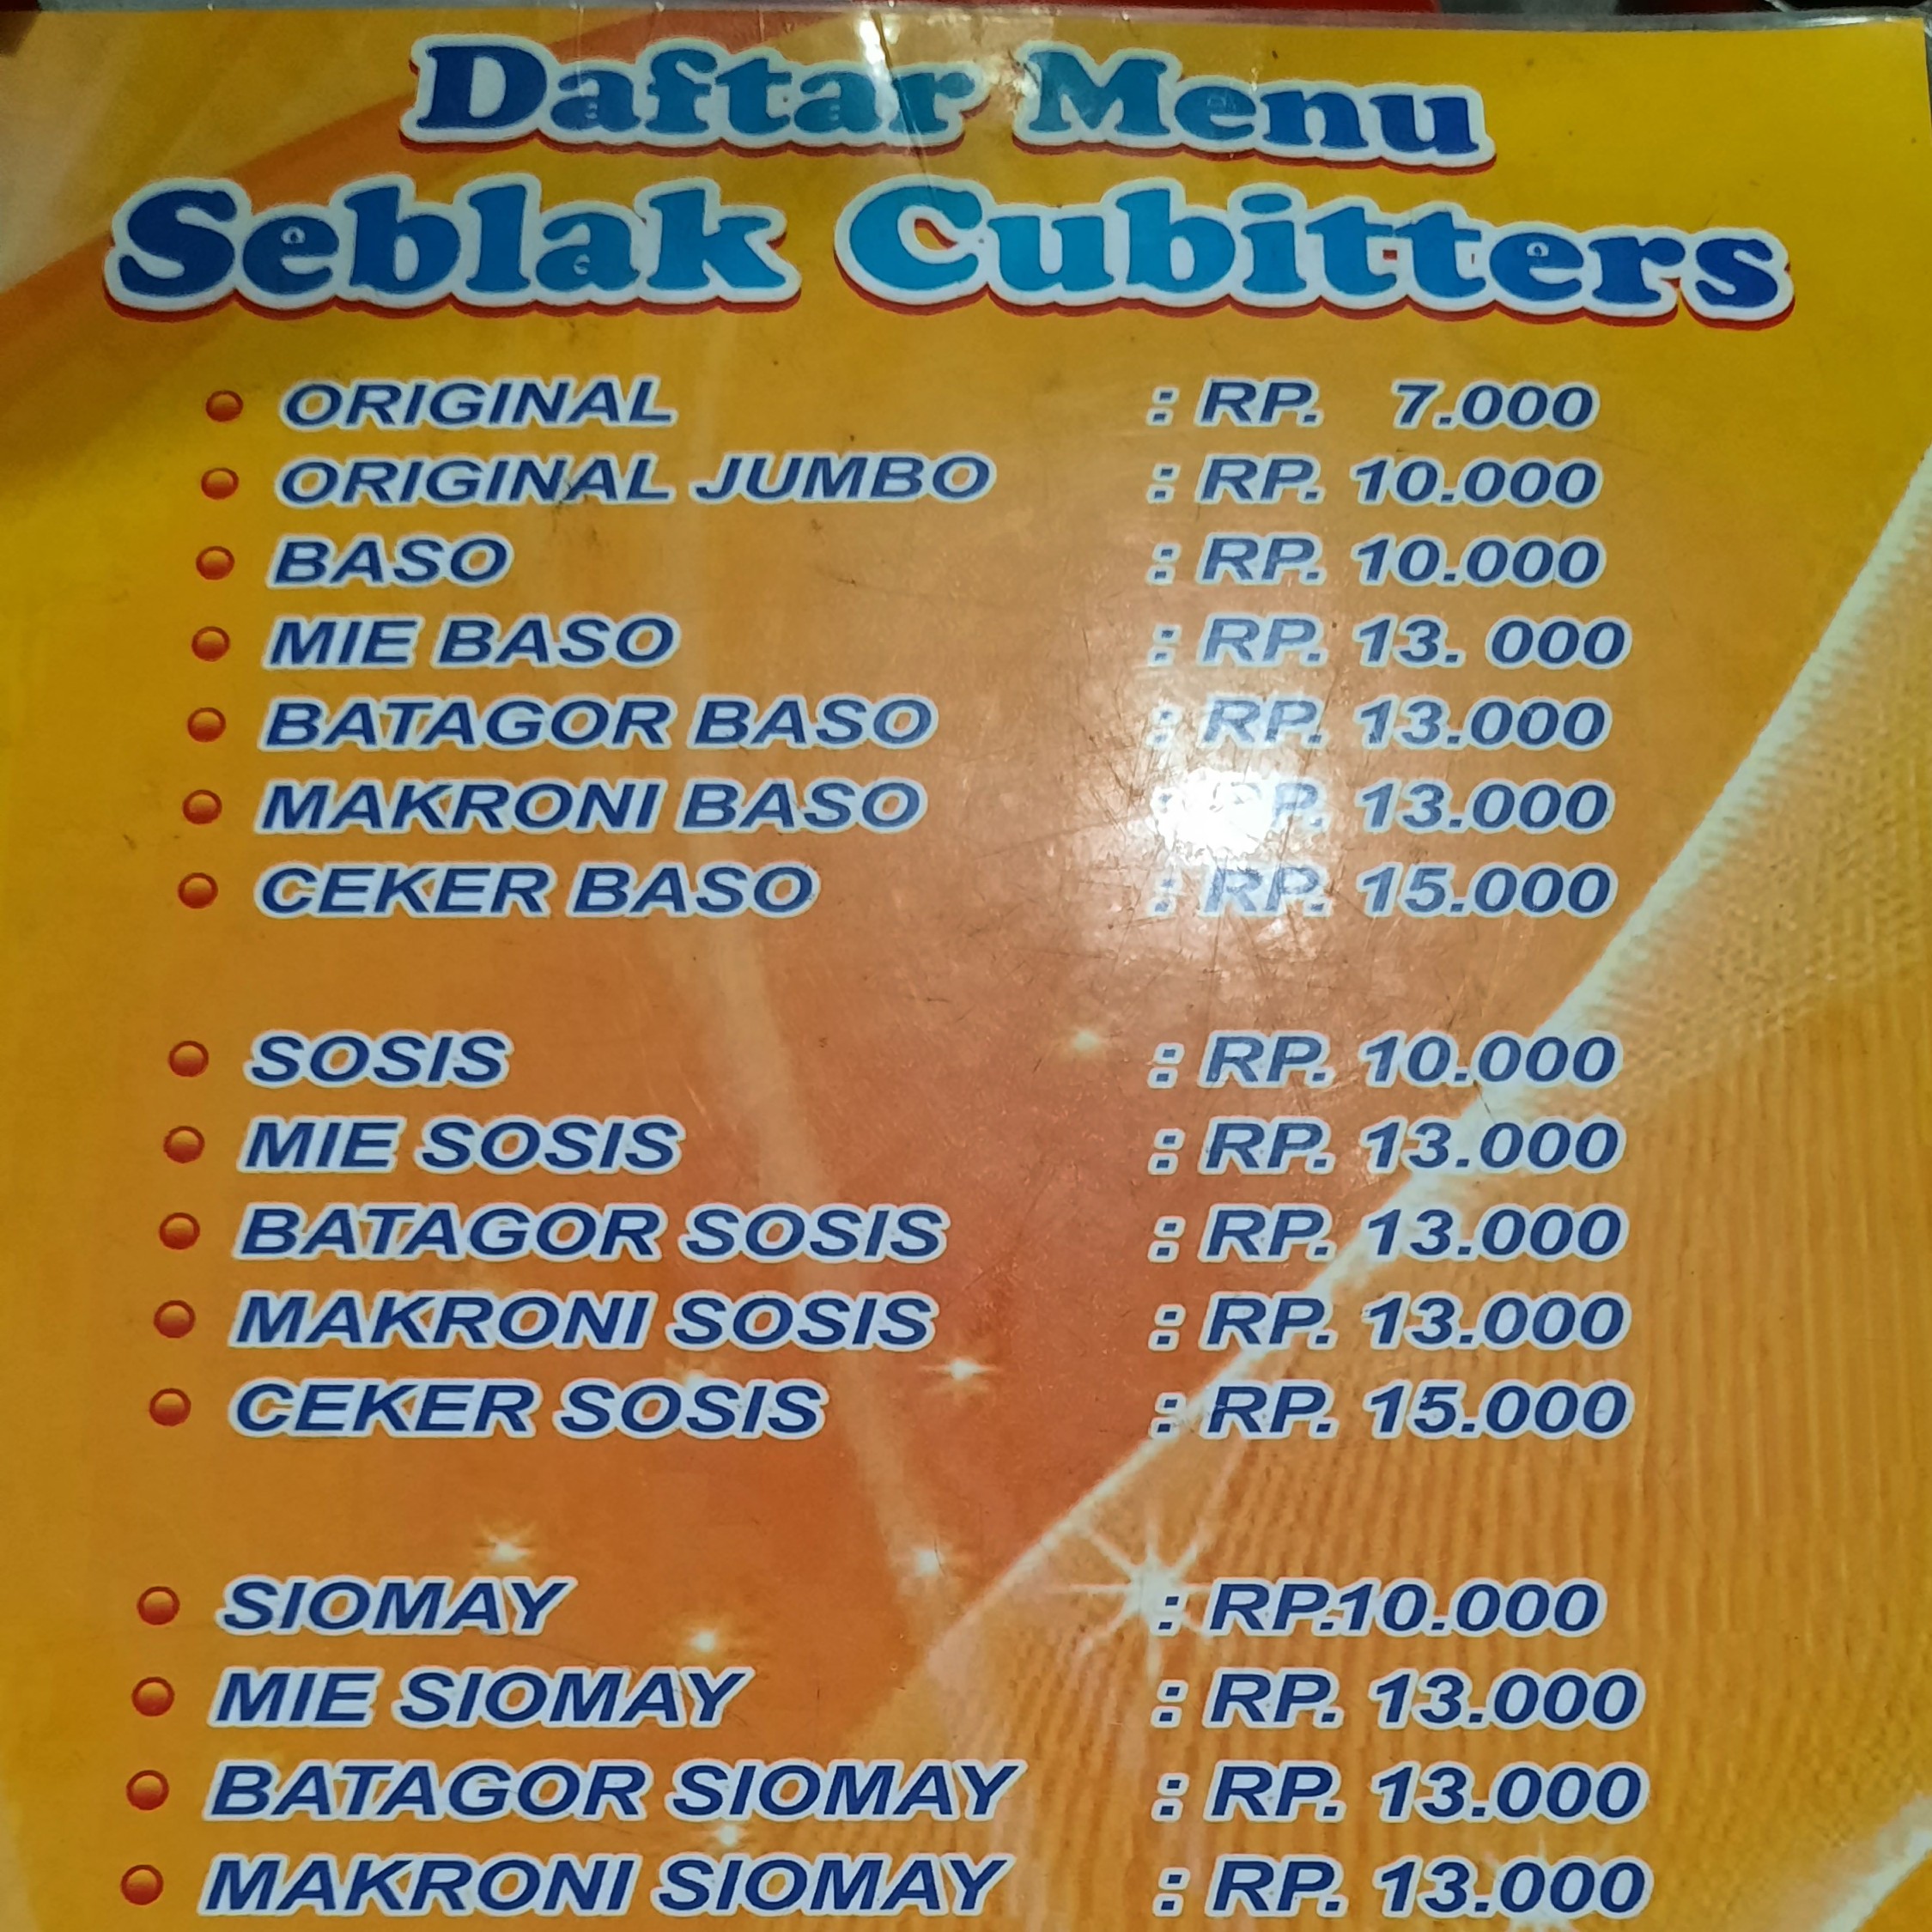 Daftar Menu
Seblak Cubitters
ORIGINAL : RP. 7.000
ORIGINAL JUMBO : RP. 10.000
BASO : RP. 10.000
MIE BASO : RP. 13. 000
BATAGOR BASO : RP. 13.000
MAKRONI BASO : RP. 13.000
CEKER BASO : RP. 15.000
SOSIS : RP. 10.000
MIE SOSIS : RP. 13.000
BATAGOR SOSIS : RP. 13.000
MAKRONI SOSIS : RP. 13.000
CEKER SOSIS : RP. 15.000
SIOMAY : RP.10.000
MIE SIOMAY : RP. 13.000
BATAGOR SIOMAY : RP. 13.000
MAKRONI SIOMAY : RP. 13.000